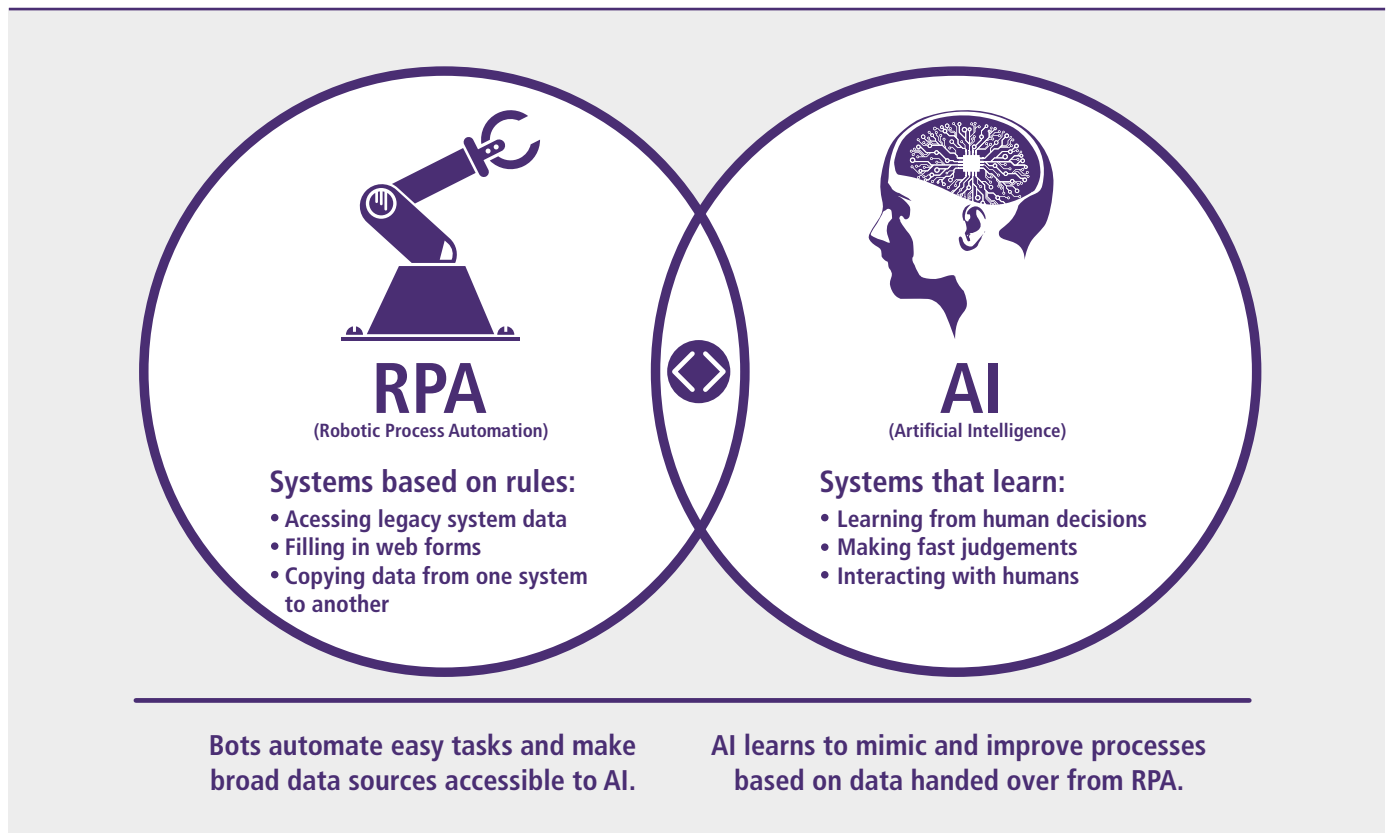 RPA
(Robotic Process Automation)
Systems based on rules:
• Acessing legacy system data
• Filling in web forms
• Copying data from one system
to another
AI
(Artificial Intelligence)
Systems that learn:
• Learning from human decisions
• Making fast judgements
• Interacting with humans
Bots automate easy tasks and make
broad data sources accessible to AI.
AI learns to mimic and improve processes
based on data handed over from RPA.